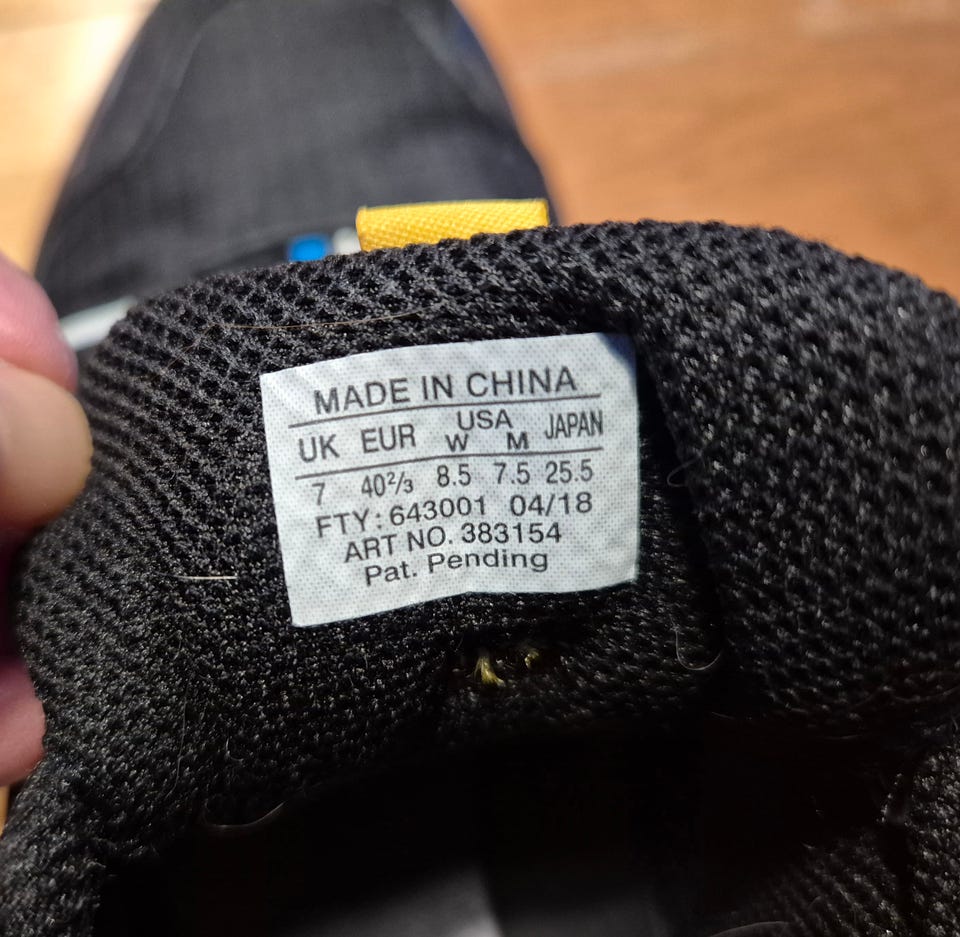 MADE IN CHINA
UK EUR USA JAPAN
W M
7 40²/₃ 8.5 7.5 25.5
FTY: 643001 04/18
ART NO. 383154
Pat. Pending